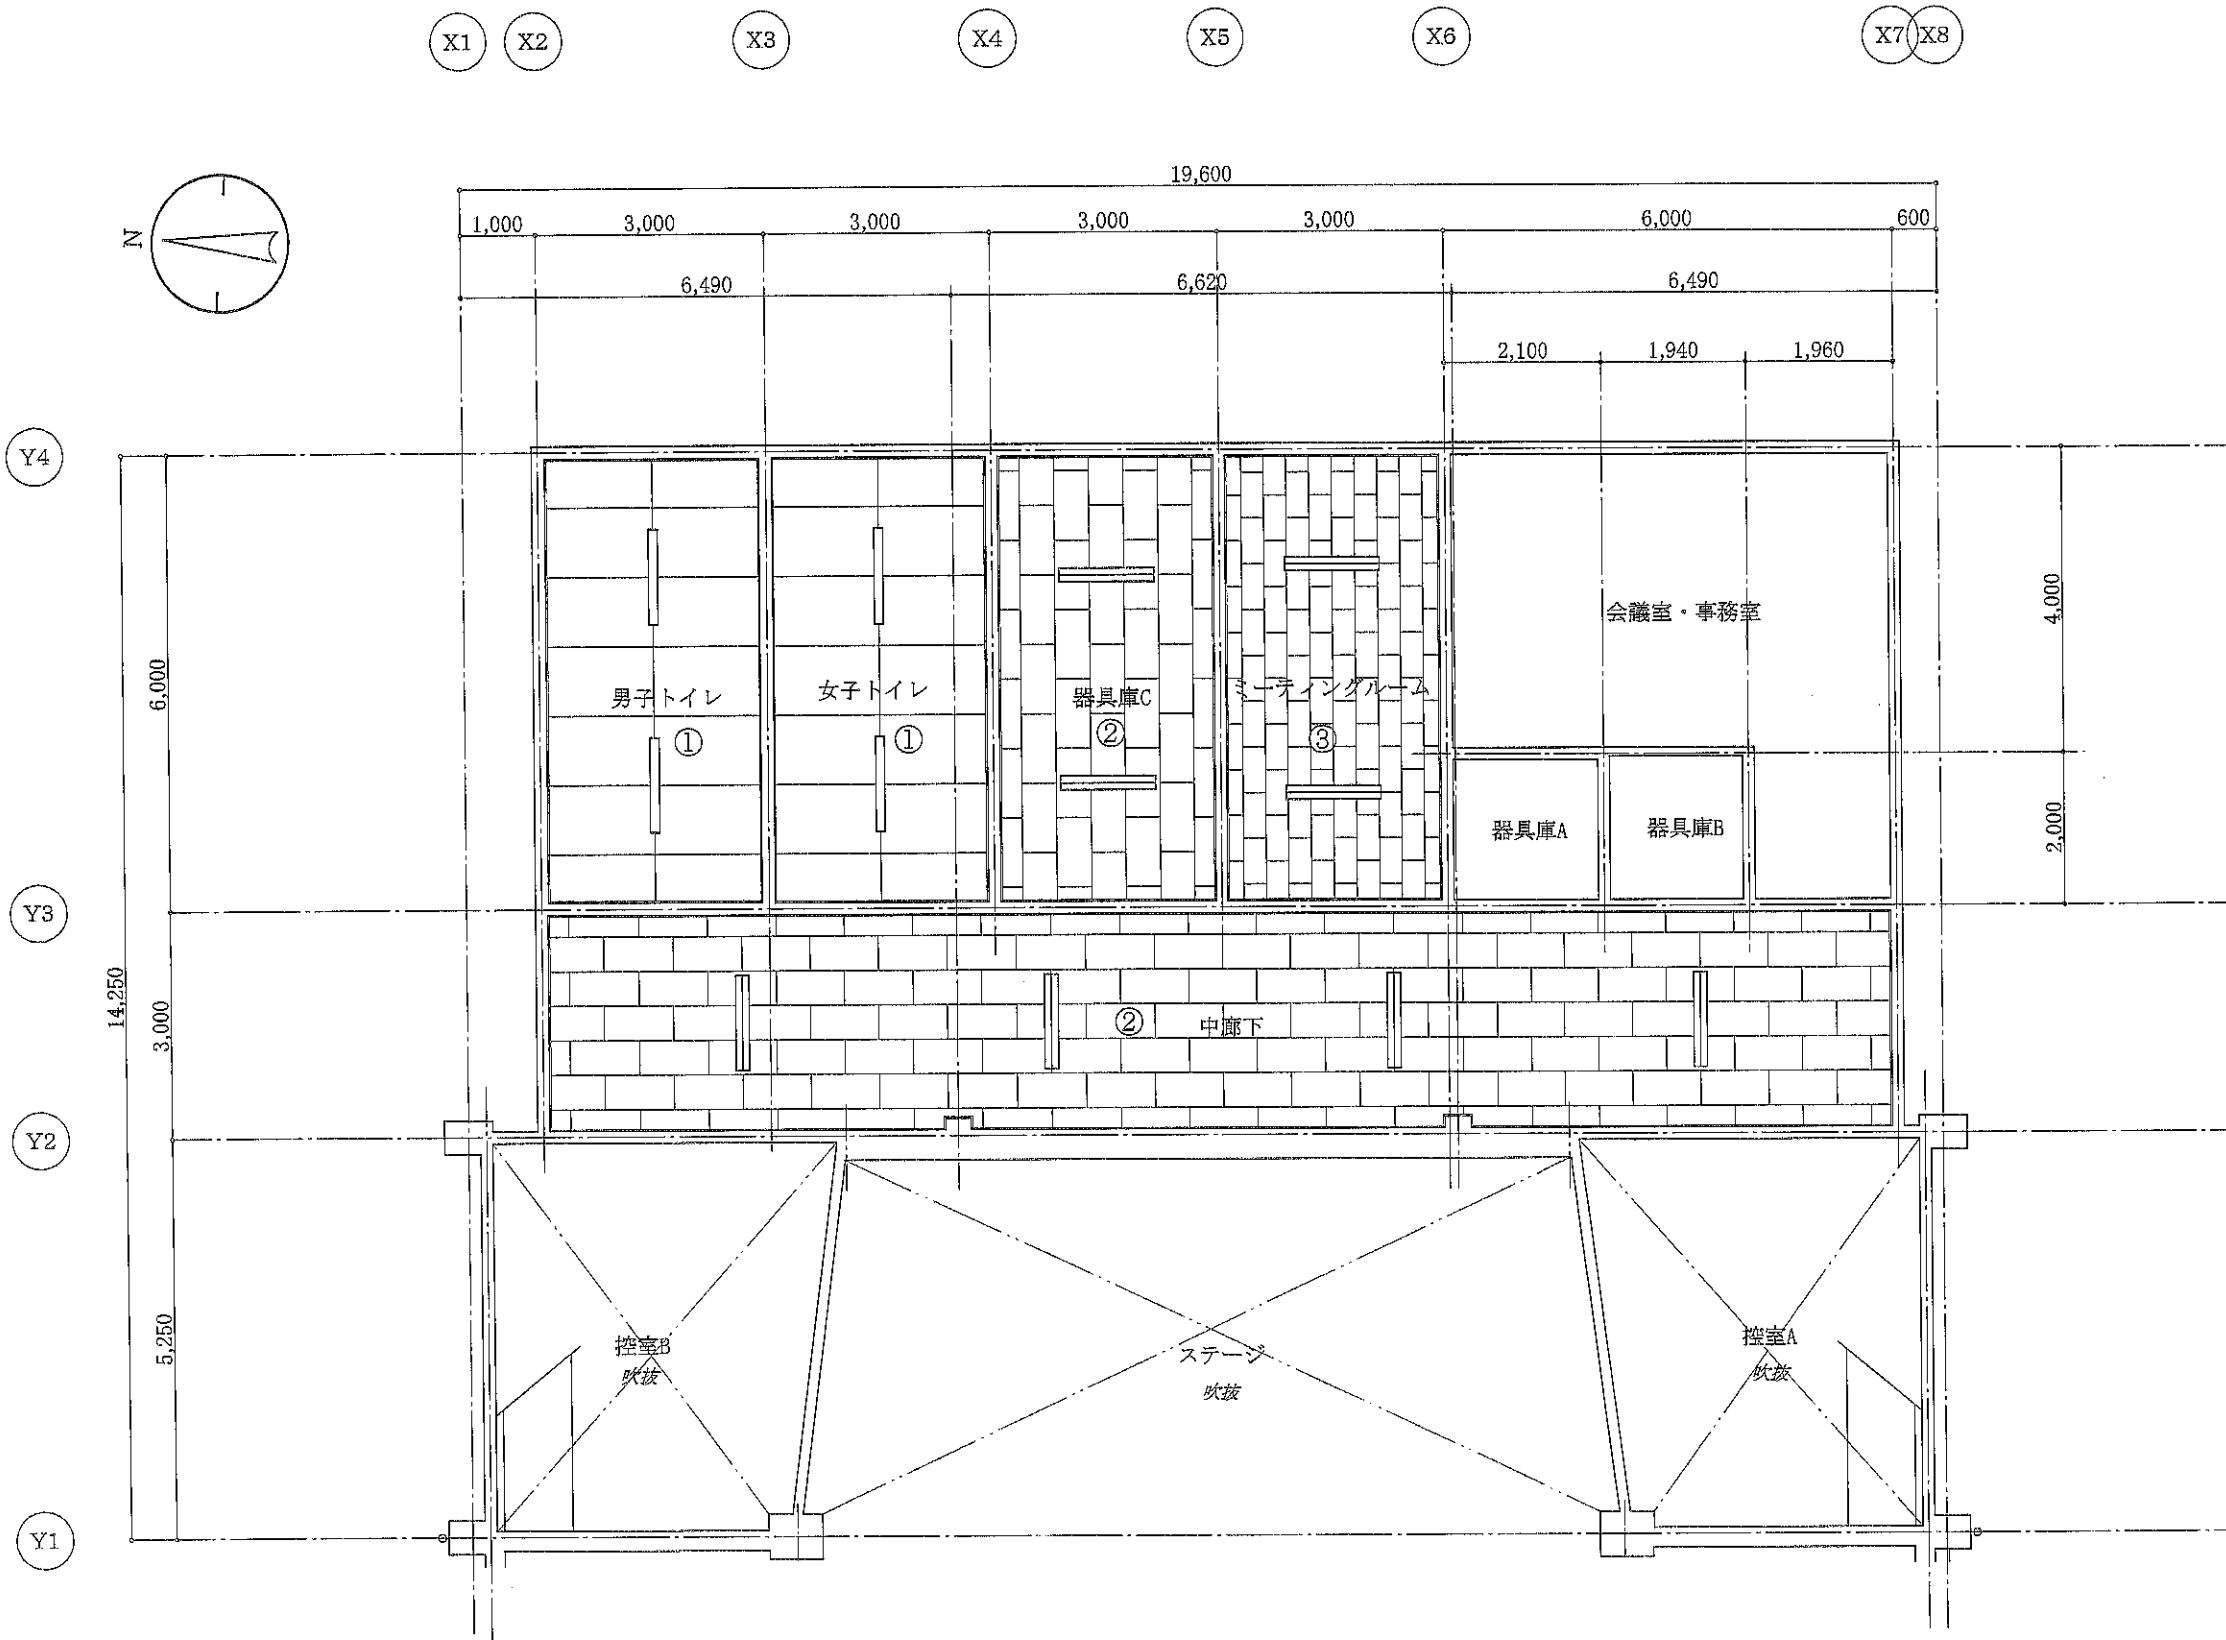 X1 X2 X3 X4 X5 X6 X7 X8
19,600
1,000 3,000 3,000 3,000 3,000 6,000 600
N
6,490 6,620 6,490
2,100 1,940 1,960
Y4
会議室・事務室
4,000
6,000
男子トイレ 女子トイレ 器具庫C ミーティングルーム
① ① ② ③
器具庫A 器具庫B
2,000
Y3
14,250
3,000
② 中廊下
Y2
5,250
控室B ステージ 控室A
吹抜 吹抜 吹抜
Y1